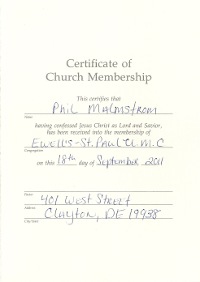 Certificate of
Church Membership
This certifies that
Phil Malmstrom
Name
having confessed Jesus Christ as Lord and Savior,
has been received into the membership of
Ewell's-St. Paul U.M.C
Congregation
on this 18th day of September 2011
Name
401 West Street
Address
Clayton, DE 19938
City/State